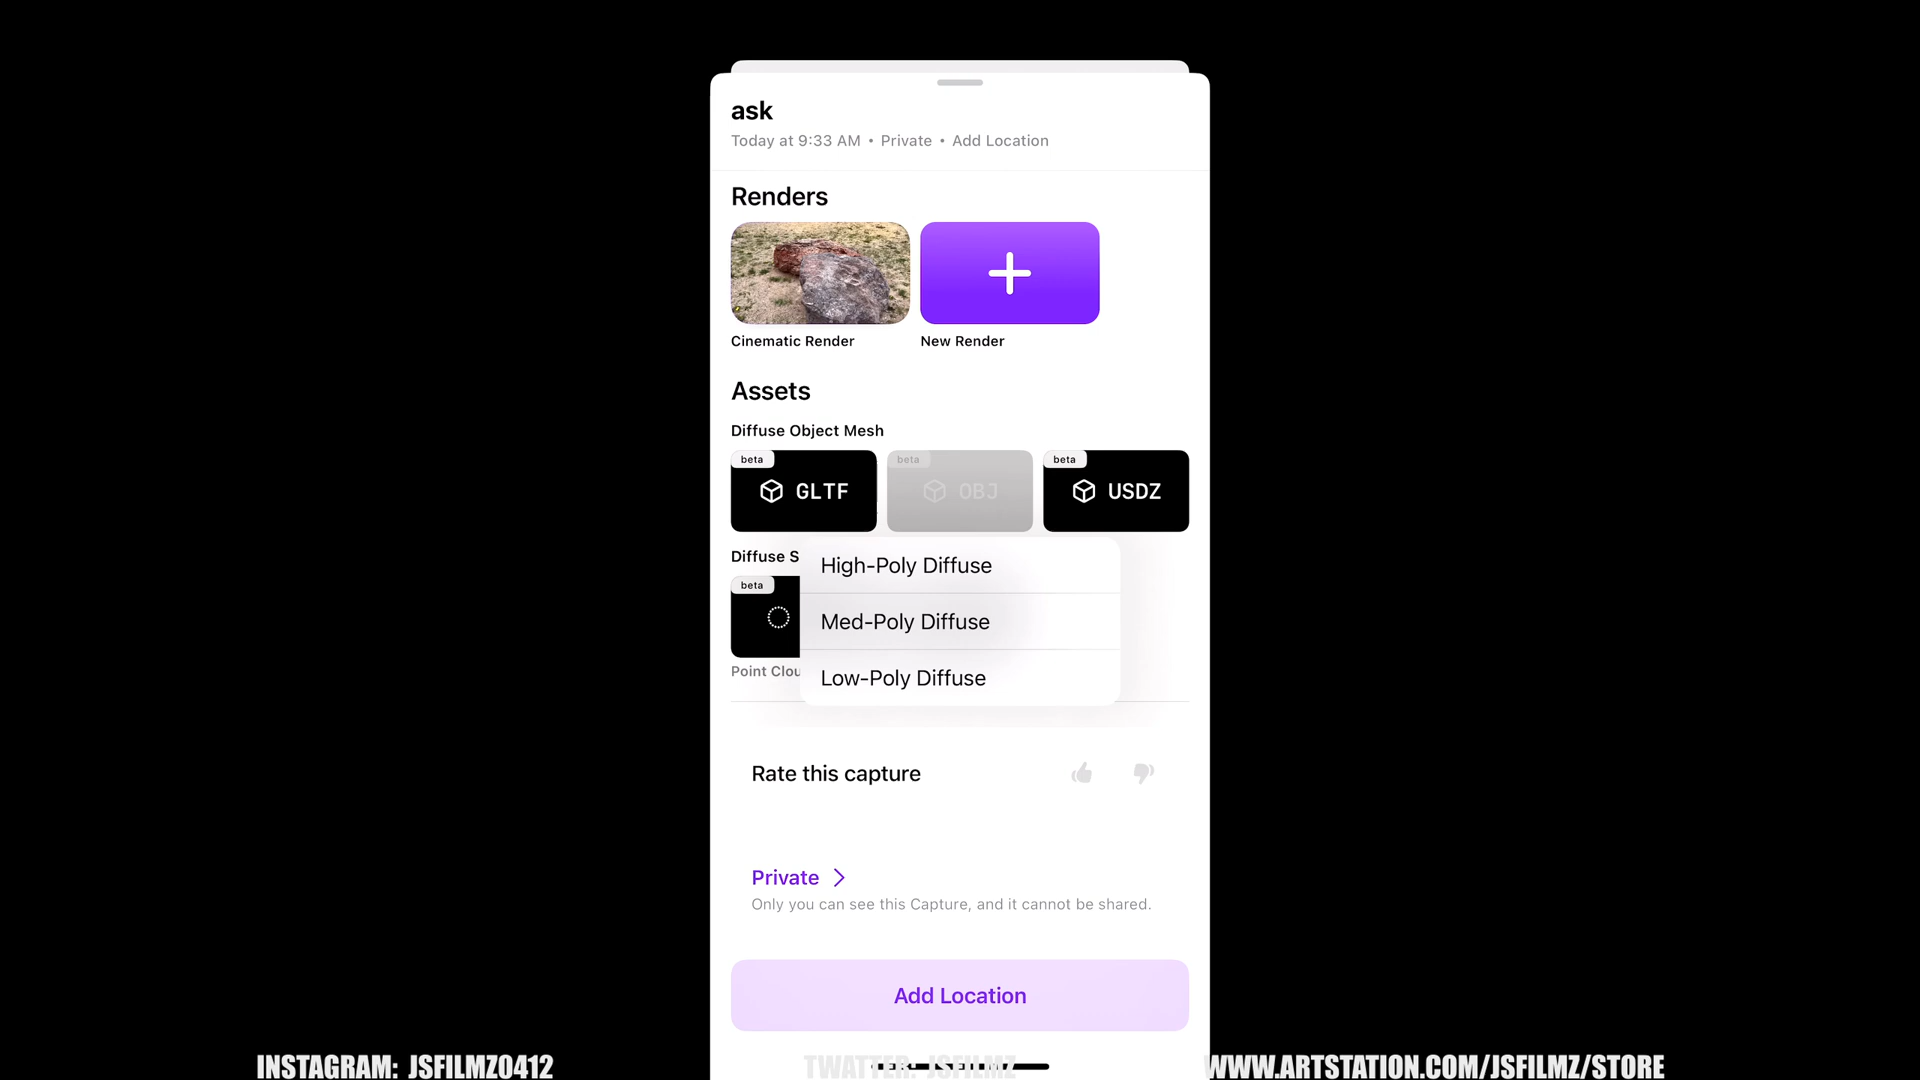 ask
Today at 9:33 AM • Private • Add Location
Renders
Cinematic Render
New Render
Assets
Diffuse Object Mesh
beta
GLTF
beta
OBJ
beta
USDZ
Diffuse S
beta
Point Clou
High-Poly Diffuse
Med-Poly Diffuse
Low-Poly Diffuse
Rate this capture
Private
Only you can see this Capture, and it cannot be shared.
Add Location
INSTAGRAM: JSFILMZ0412
TWATTER: JSFILMZ
WWW.ARTSTATION.COM/JSFILMZ/STORE